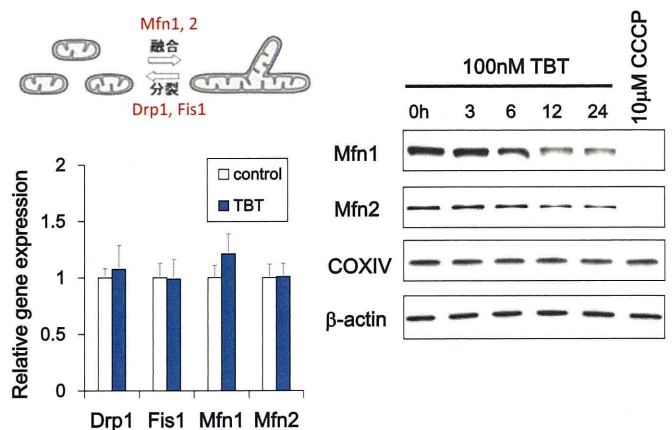 Mfn1, 2
融合
分裂
Drp1, Fis1
Relative gene expression
2
1.5
1
0.5
0
control
TBT
Drp1 Fis1 Mfn1 Mfn2
100nM TBT
10µM CCCP
0h 3 6 12 24
Mfn1
Mfn2
COXIV
β-actin